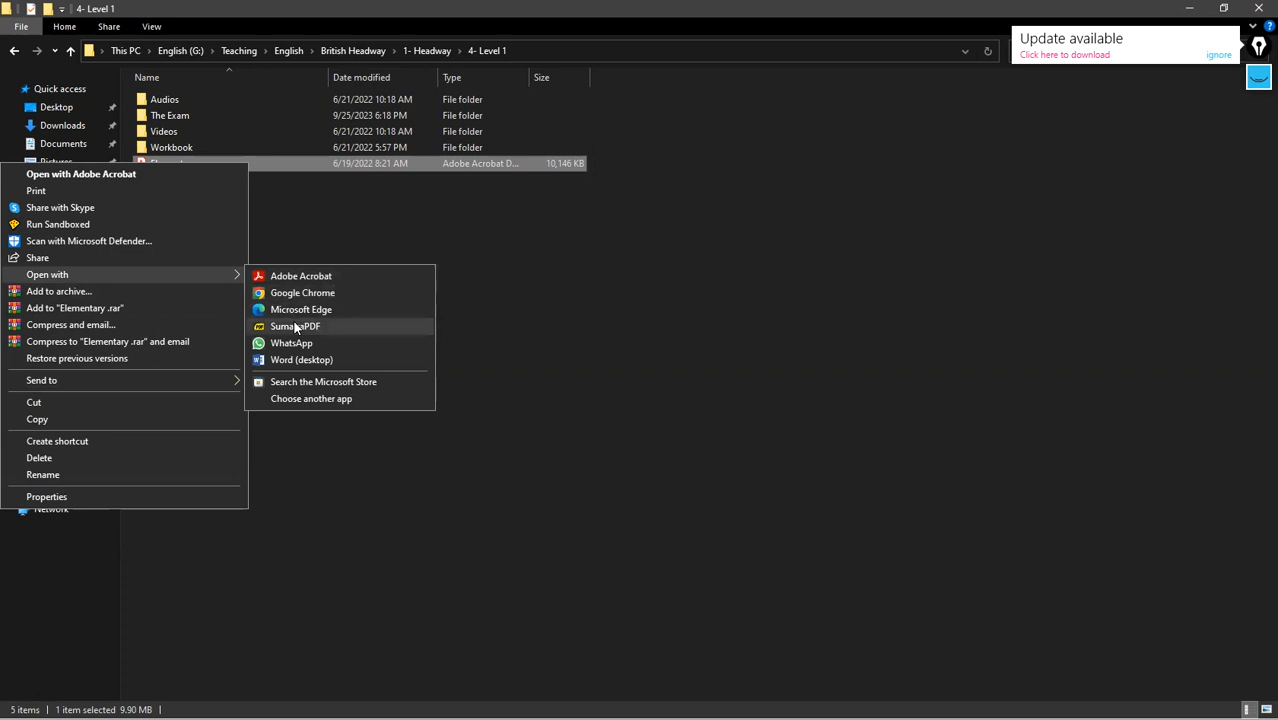 4- Level 1
File Home Share View
This PC English (G:) Teaching English British Headway 1- Headway 4- Level 1
Update available
Click here to download ignore
Name Date modified Type Size
Quick access
Desktop
Downloads
Documents
Pictures
Audios 6/21/2022 10:18 AM File folder
The Exam 9/25/2023 6:18 PM File folder
Videos 6/21/2022 10:18 AM File folder
Workbook 6/21/2022 5:57 PM File folder
6/19/2022 8:21 AM Adobe Acrobat D... 10,146 KB
Open with Adobe Acrobat
Print
Share with Skype
Run Sandboxed
Scan with Microsoft Defender...
Share
Open with
Add to archive...
Add to "Elementary .rar"
Compress and email...
Compress to "Elementary .rar" and email
Restore previous versions
Send to
Cut
Copy
Create shortcut
Delete
Rename
Properties
Network
Adobe Acrobat
Google Chrome
Microsoft Edge
SumatraPDF
WhatsApp
Word (desktop)
Search the Microsoft Store
Choose another app
5 items 1 item selected 9.90 MB